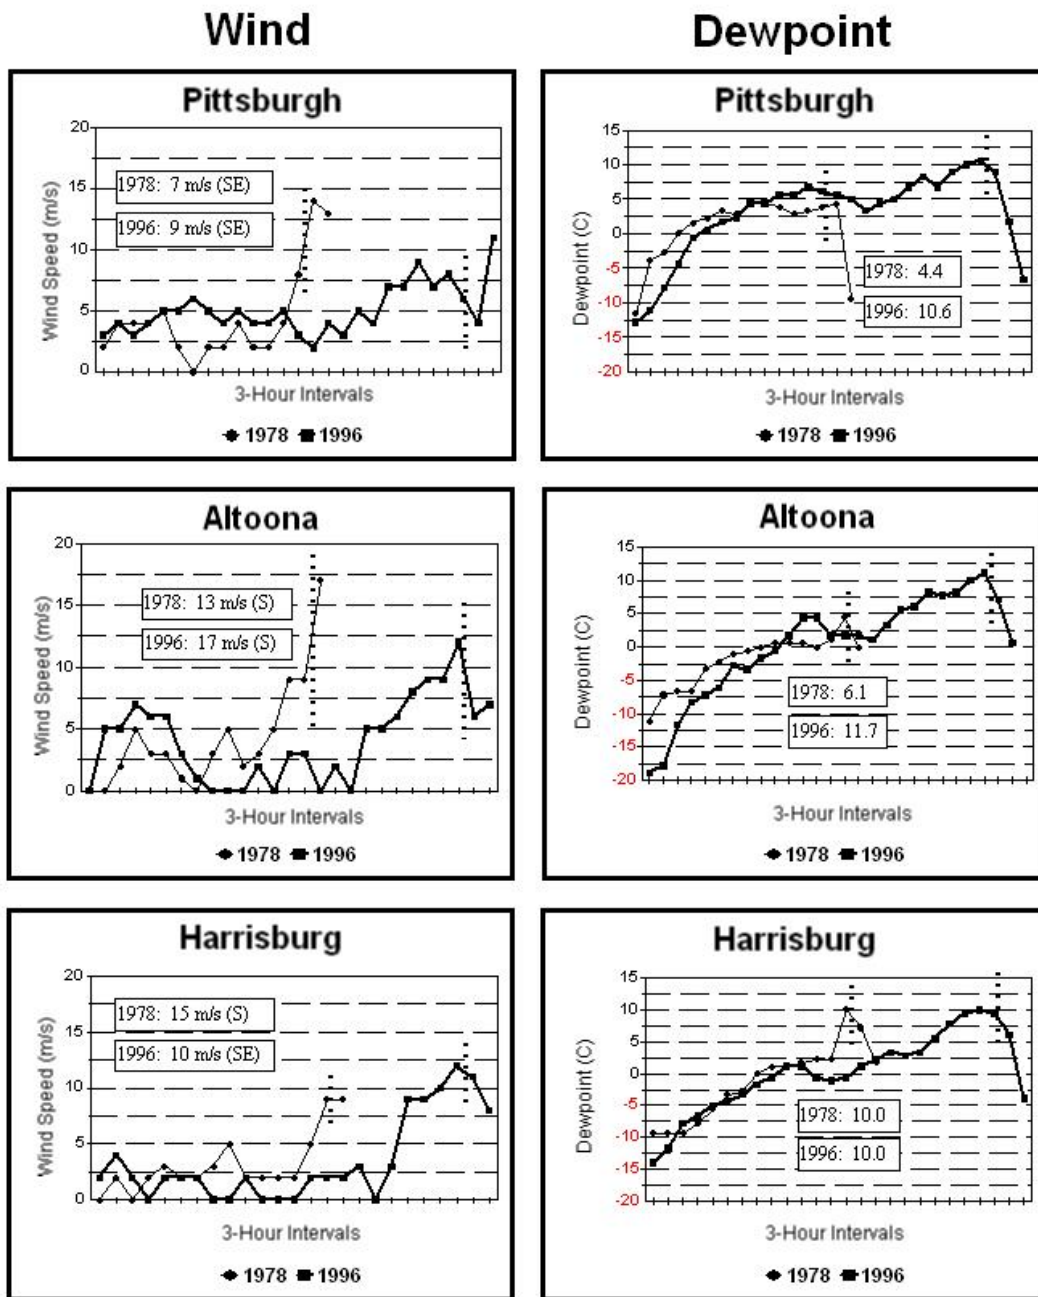 Wind
Dewpoint
Pittsburgh
20
15
10
5
0
Wind Speed (m/s)
1978: 7 m/s (SE)
1996: 9 m/s (SE)
3-Hour Intervals
1978 1996
Pittsburgh
15
10
5
0
-5
-10
-15
-20
Dewpoint (C)
1978: 4.4
1996: 10.6
3-Hour Intervals
1978 1996
Altoona
20
15
10
5
0
Wind Speed (m/s)
1978: 13 m/s (S)
1996: 17 m/s (S)
3-Hour Intervals
1978 1996
Altoona
15
10
5
0
-5
-10
-15
-20
Dewpoint (C)
1978: 6.1
1996: 11.7
3-Hour Intervals
1978 1996
Harrisburg
20
15
10
5
0
Wind Speed (m/s)
1978: 15 m/s (S)
1996: 10 m/s (SE)
3-Hour Intervals
1978 1996
Harrisburg
15
10
5
0
-5
-10
-15
-20
Dewpoint (C)
1978: 10.0
1996: 10.0
3-Hour Intervals
1978 1996